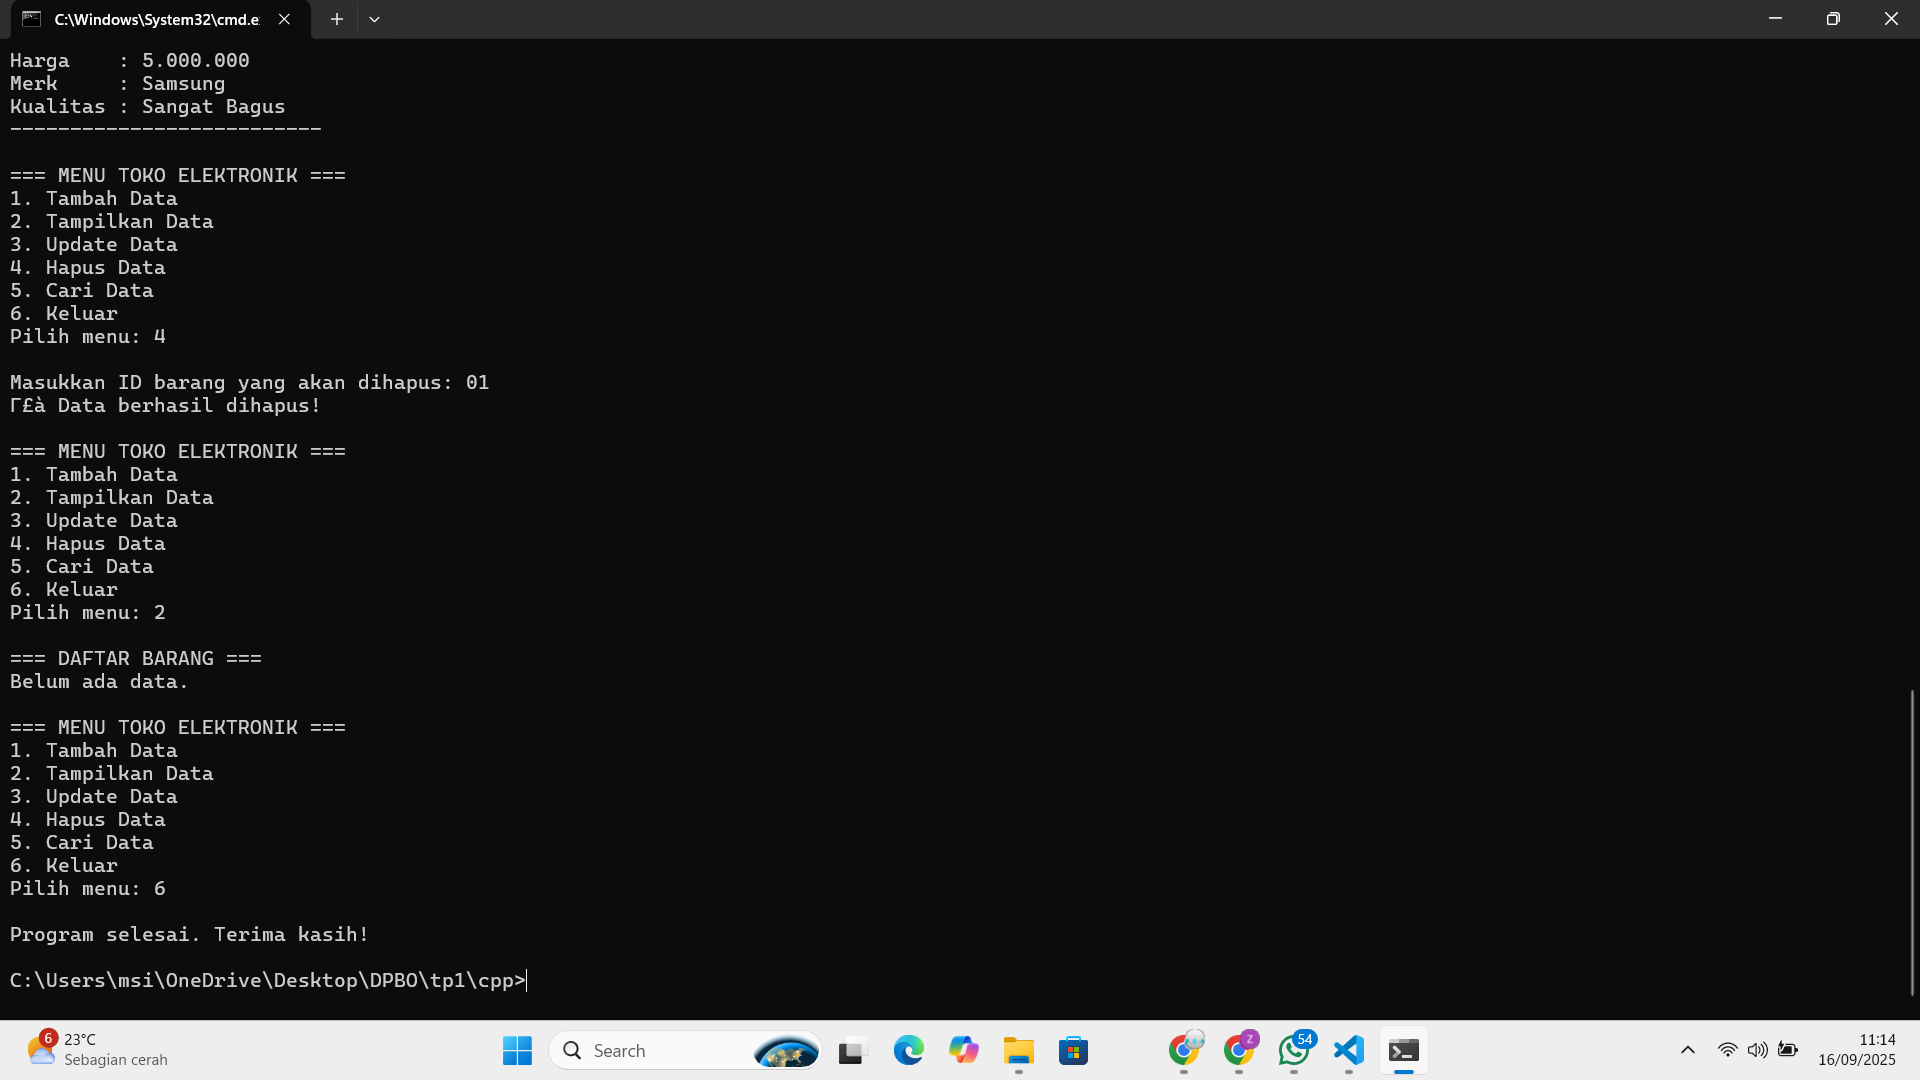 C:\Windows\System32\cmd.e
Harga    : 5.000.000
Merk     : Samsung
Kualitas : Sangat Bagus
--------------------------
=== MENU TOKO ELEKTRONIK ===
1. Tambah Data
2. Tampilkan Data
3. Update Data
4. Hapus Data
5. Cari Data
6. Keluar
Pilih menu: 4
Masukkan ID barang yang akan dihapus: 01
Γ£à Data berhasil dihapus!
=== MENU TOKO ELEKTRONIK ===
1. Tambah Data
2. Tampilkan Data
3. Update Data
4. Hapus Data
5. Cari Data
6. Keluar
Pilih menu: 2
=== DAFTAR BARANG ===
Belum ada data.
=== MENU TOKO ELEKTRONIK ===
1. Tambah Data
2. Tampilkan Data
3. Update Data
4. Hapus Data
5. Cari Data
6. Keluar
Pilih menu: 6
Program selesai. Terima kasih!
C:\Users\msi\OneDrive\Desktop\DPBO\tp1\cpp>
6
23°C
Sebagian cerah
Search
Z
54
11:14
16/09/2025